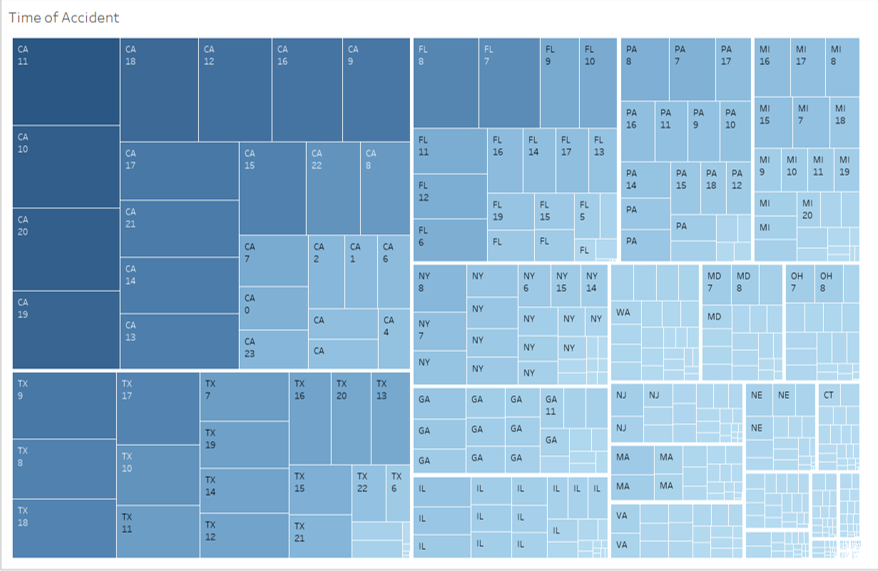 Time of Accident
CA
11
CA
10
CA
20
CA
19
CA
18
CA
12
CA
16
CA
9
CA
17
CA
21
CA
14
CA
13
CA
15
CA
22
CA
8
CA
7
CA
0
CA
23
CA
2
CA
1
CA
6
CA
CA
CA
4
TX
9
TX
8
TX
18
TX
17
TX
10
TX
11
TX
7
TX
19
TX
14
TX
12
TX
16
TX
20
TX
13
TX
15
TX
21
TX
22
TX
6
FL
8
FL
7
FL
9
FL
10
FL
11
FL
12
FL
6
FL
16
FL
14
FL
17
FL
13
FL
19
FL
15
FL
5
FL
FL
FL
PA
8
PA
7
PA
17
PA
16
PA
11
PA
9
PA
10
PA
14
PA
PA
PA
15
PA
18
PA
12
PA
MI
16
MI
17
MI
8
MI
15
MI
7
MI
18
MI
9
MI
10
MI
11
MI
19
MI
MI
MI
20
NY
8
NY
7
NY
NY
NY
NY
NY
NY
6
NY
15
NY
14
NY
NY
NY
NY
NY
NY
WA
MD
7
MD
8
MD
OH
7
OH
8
GA
GA
GA
GA
GA
GA
GA
GA
GA
GA
11
GA
IL
IL
IL
IL
IL
IL
IL
IL
IL
IL
IL
IL
IL
NJ
NJ
NJ
MA
MA
MA
MA
VA
VA
NE
NE
NE
CT